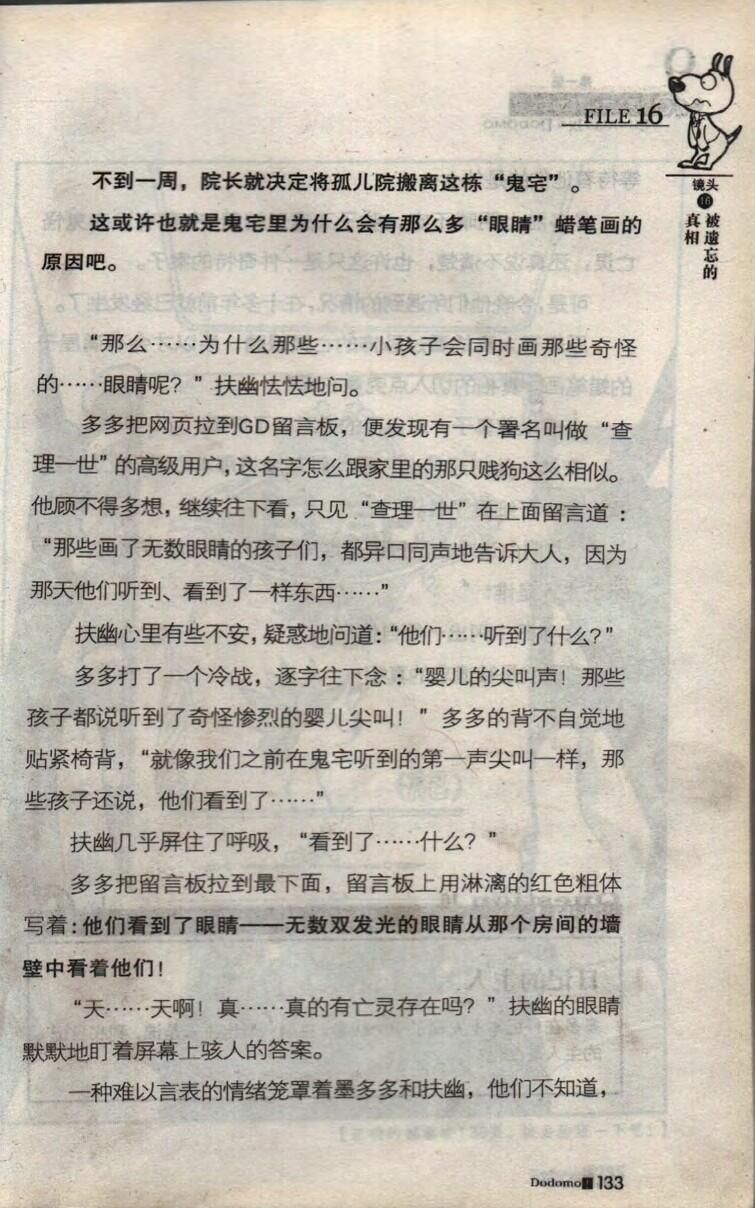 FILE 16
镜头
16
被遗忘的
真相
不到一周，院长就决定将孤儿院搬离这栋“鬼宅”。
这或许也就是鬼宅里为什么会有那么多“眼睛”蜡笔画的
原因吧。
“那么……为什么那些……小孩子会同时画那些奇怪
的……眼睛呢？”扶幽怯怯地问。
多多把网页拉到GD留言板，便发现有一个署名叫做“查
理一世”的高级用户，这名字怎么跟家里的那只贱狗这么相似。
他顾不得多想，继续往下看，只见“查理一世”在上面留言道：
“那些画了无数眼睛的孩子们，都异口同声地告诉大人，因为
那天他们听到、看到了一样东西……”
扶幽心里有些不安，疑惑地问道：“他们……听到了什么？”
多多打了一个冷战，逐字往下念：“婴儿的尖叫声！那些
孩子都说听到了奇怪惨烈的婴儿尖叫！”多多的背不自觉地
贴紧椅背，“就像我们之前在鬼宅听到的第一声尖叫一样，那
些孩子还说，他们看到了……”
扶幽几乎屏住了呼吸，“看到了……什么？”
多多把留言板拉到最下面，留言板上用淋漓的红色粗体
写着：他们看到了眼睛——无数双发光的眼睛从那个房间的墙
壁中看着他们！
“天……天啊！真……真的有亡灵存在吗？”扶幽的眼睛
默默地盯着屏幕上骇人的答案。
一种难以言表的情绪笼罩着墨多多和扶幽，他们不知道，
Dodomo 133